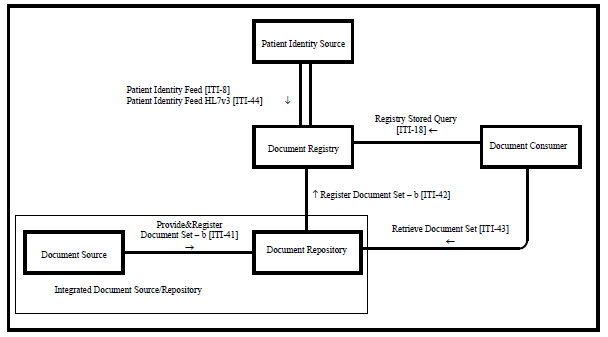 Patient Identity Source
Patient Identity Feed [ITI-8]
Patient Identity Feed HL7v3 [ITI-44] ↓
Registry Stored Query
[ITI-18] ←
Document Registry
Document Consumer
↑ Register Document Set – b [ITI-42]
Provide&Register
Document Set – b [ITI-41]
→
Retrieve Document Set [ITI-43]
←
Document Source
Document Repository
Integrated Document Source/Repository